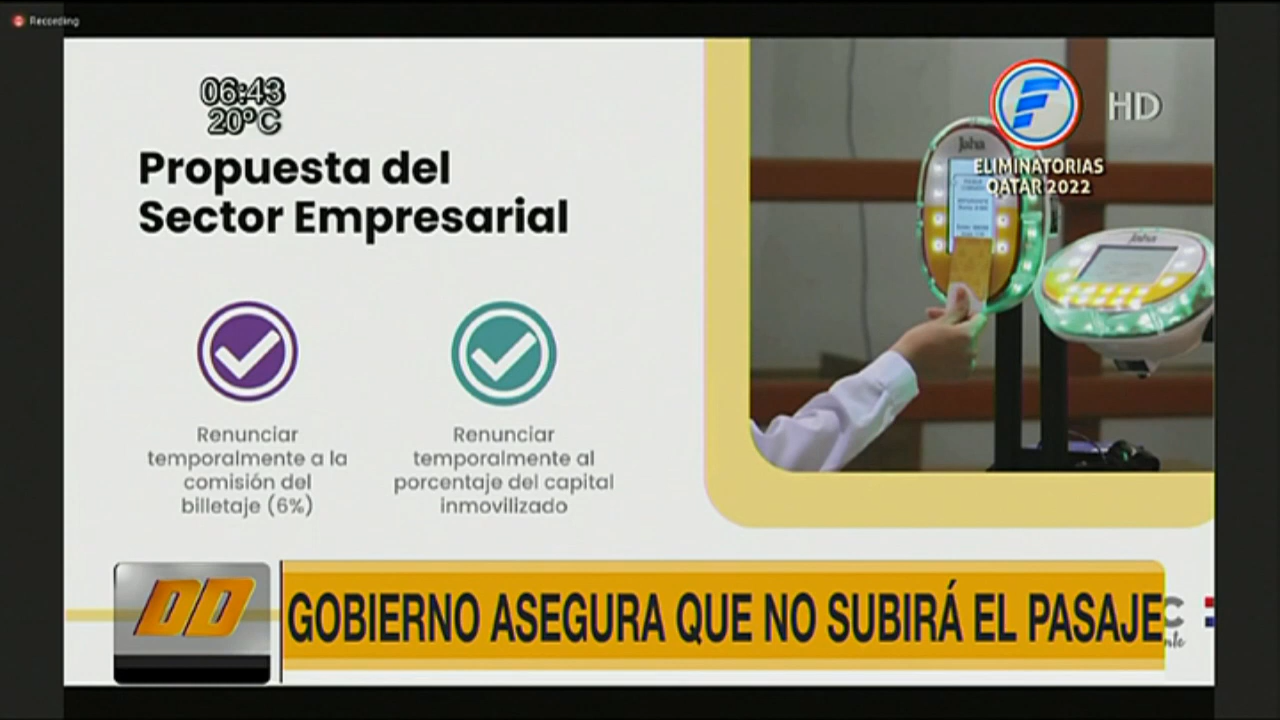 Recording
06:43
20°C
HD
ELIMINATORIAS
QATAR 2022
Propuesta del
Sector Empresarial
Jaha
Jaha
Renunciar
temporalmente a la
comisión del
billetaje (6%)
Renunciar
temporalmente al
porcentaje del capital
inmovilizado
DD
GOBIERNO ASEGURA QUE NO SUBIRÁ EL PASAJE